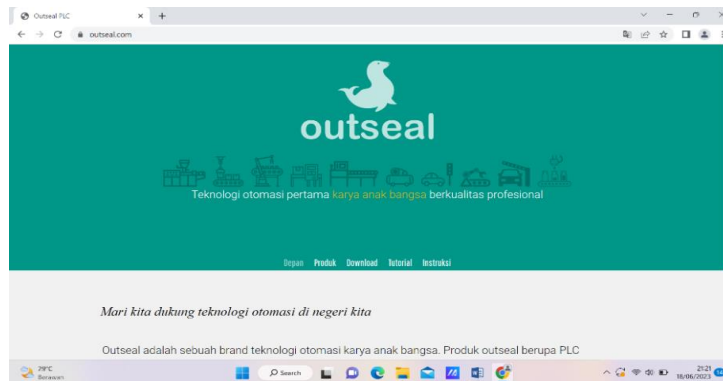 Outseal PLC
outseal.com
outseal
Teknologi otomasi pertama karya anak bangsa berkualitas profesional
Depan Produk Download Tutorial Instruksi
Mari kita dukung teknologi otomasi di negeri kita
Outseal adalah sebuah brand teknologi otomasi karya anak bangsa. Produk outseal berupa PLC
79°C
Berawan
Search
21:21
18/06/2023